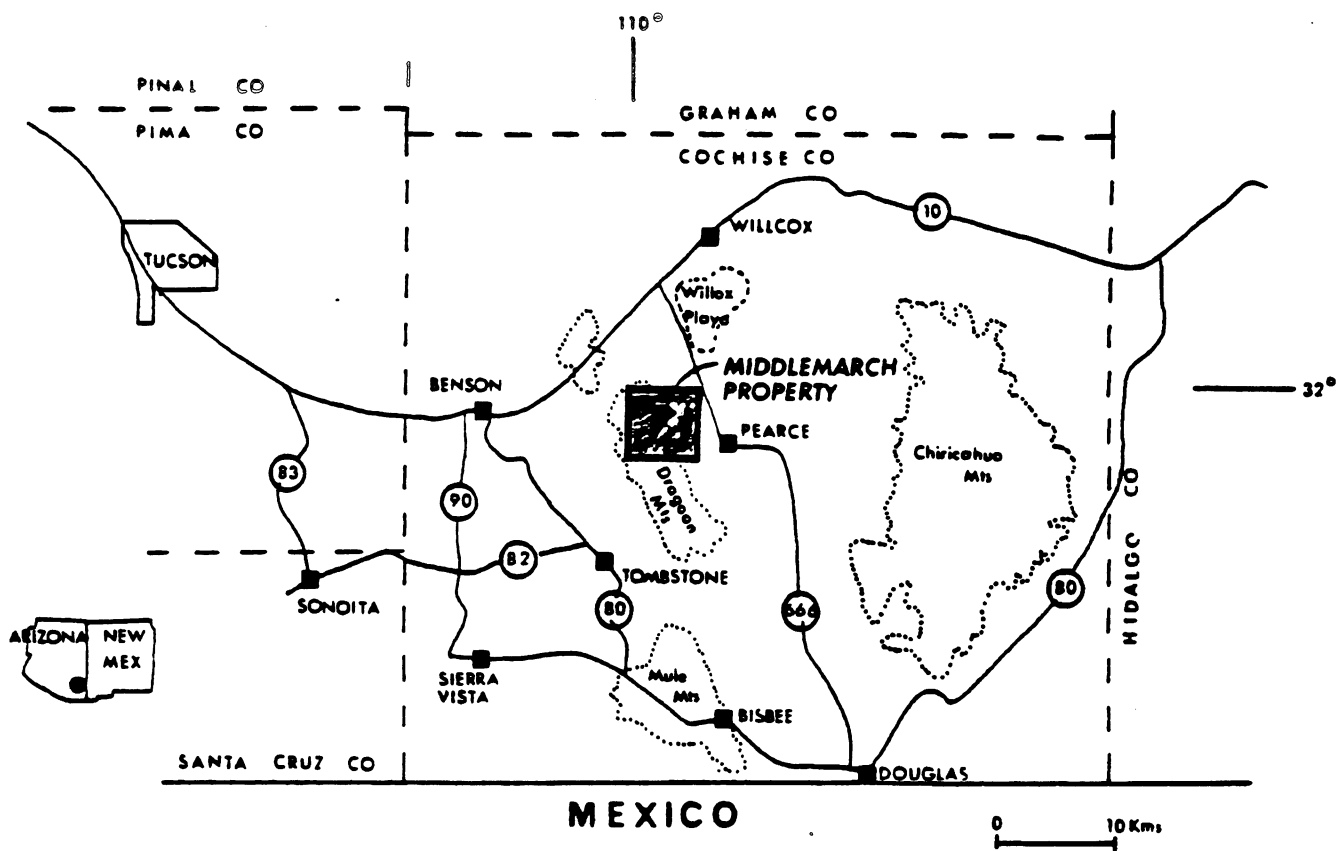 110°
PINAL CO
PIMA CO
GRAHAM CO
COCHISE CO
10
WILLCOX
TUCSON
Willox
Playa
MIDDLEMARCH
PROPERTY
32°
BENSON
PEARCE
Chiricahua
Mts
83
90
Dragoon
Mts
HIDALGO CO
82
TOMBSTONE
SONOITA
80
666
80
ARIZONA
NEW
MEX
SIERRA
VISTA
Mule
Mts
BISBEE
SANTA CRUZ CO
DOUGLAS
MEXICO
0
10 Kms